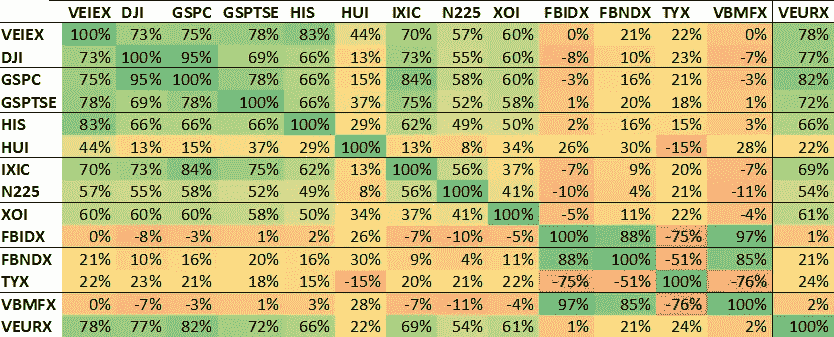 VEIEX DJI GSPC GSPTSE HIS HUI IXIC N225 XOI FBIDX FBNDX TYX VBMFX VEURX
VEIEX 100% 73% 75% 78% 83% 44% 70% 57% 60% 0% 21% 22% 0% 78%
DJI 73% 100% 95% 69% 66% 13% 73% 55% 60% -8% 10% 23% -7% 77%
GSPC 75% 95% 100% 78% 66% 15% 84% 58% 60% -3% 16% 21% -3% 82%
GSPTSE 78% 69% 78% 100% 66% 37% 75% 52% 58% 1% 20% 18% 1% 72%
HIS 83% 66% 66% 66% 100% 29% 62% 49% 50% 2% 16% 15% 3% 66%
HUI 44% 13% 15% 37% 29% 100% 13% 8% 34% 26% 30% -15% 28% 22%
IXIC 70% 73% 84% 75% 62% 13% 100% 56% 37% -7% 9% 20% -7% 69%
N225 57% 55% 58% 52% 49% 8% 56% 100% 41% -10% 4% 21% -11% 54%
XOI 60% 60% 60% 58% 50% 34% 37% 41% 100% -5% 11% 22% -4% 61%
FBIDX 0% -8% -3% 1% 2% 26% -7% -10% -5% 100% 88% -75% 97% 1%
FBNDX 21% 10% 16% 20% 16% 30% 9% 4% 11% 88% 100% -51% 85% 21%
TYX 22% 23% 21% 18% 15% -15% 20% 21% 22% -75% -51% 100% -76% 24%
VBMFX 0% -7% -3% 1% 3% 28% -7% -11% -4% 97% 85% -76% 100% 2%
VEURX 78% 77% 82% 72% 66% 22% 69% 54% 61% 1% 21% 24% 2% 100%